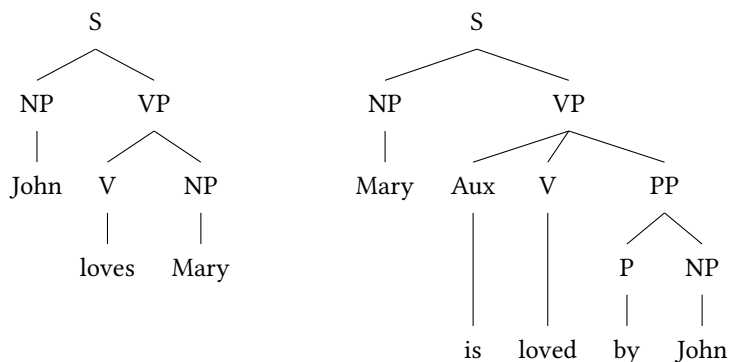 S S
NP VP NP VP
John V NP Mary Aux V PP
loves Mary P NP
is loved by John